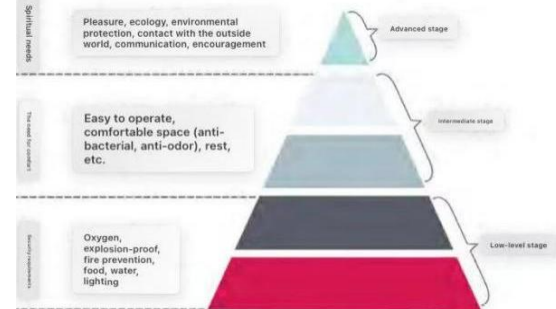 Spiritual needs
Pleasure, ecology, environmental
protection, contact with the outside
world, communication, encouragement
Advanced stage
The need for comfort
Easy to operate,
comfortable space (anti-
bacterial, anti-odor), rest,
etc.
Intermediate stage
Security requirements
Oxygen,
explosion-proof,
fire prevention,
food, water,
lighting
Low-level stage